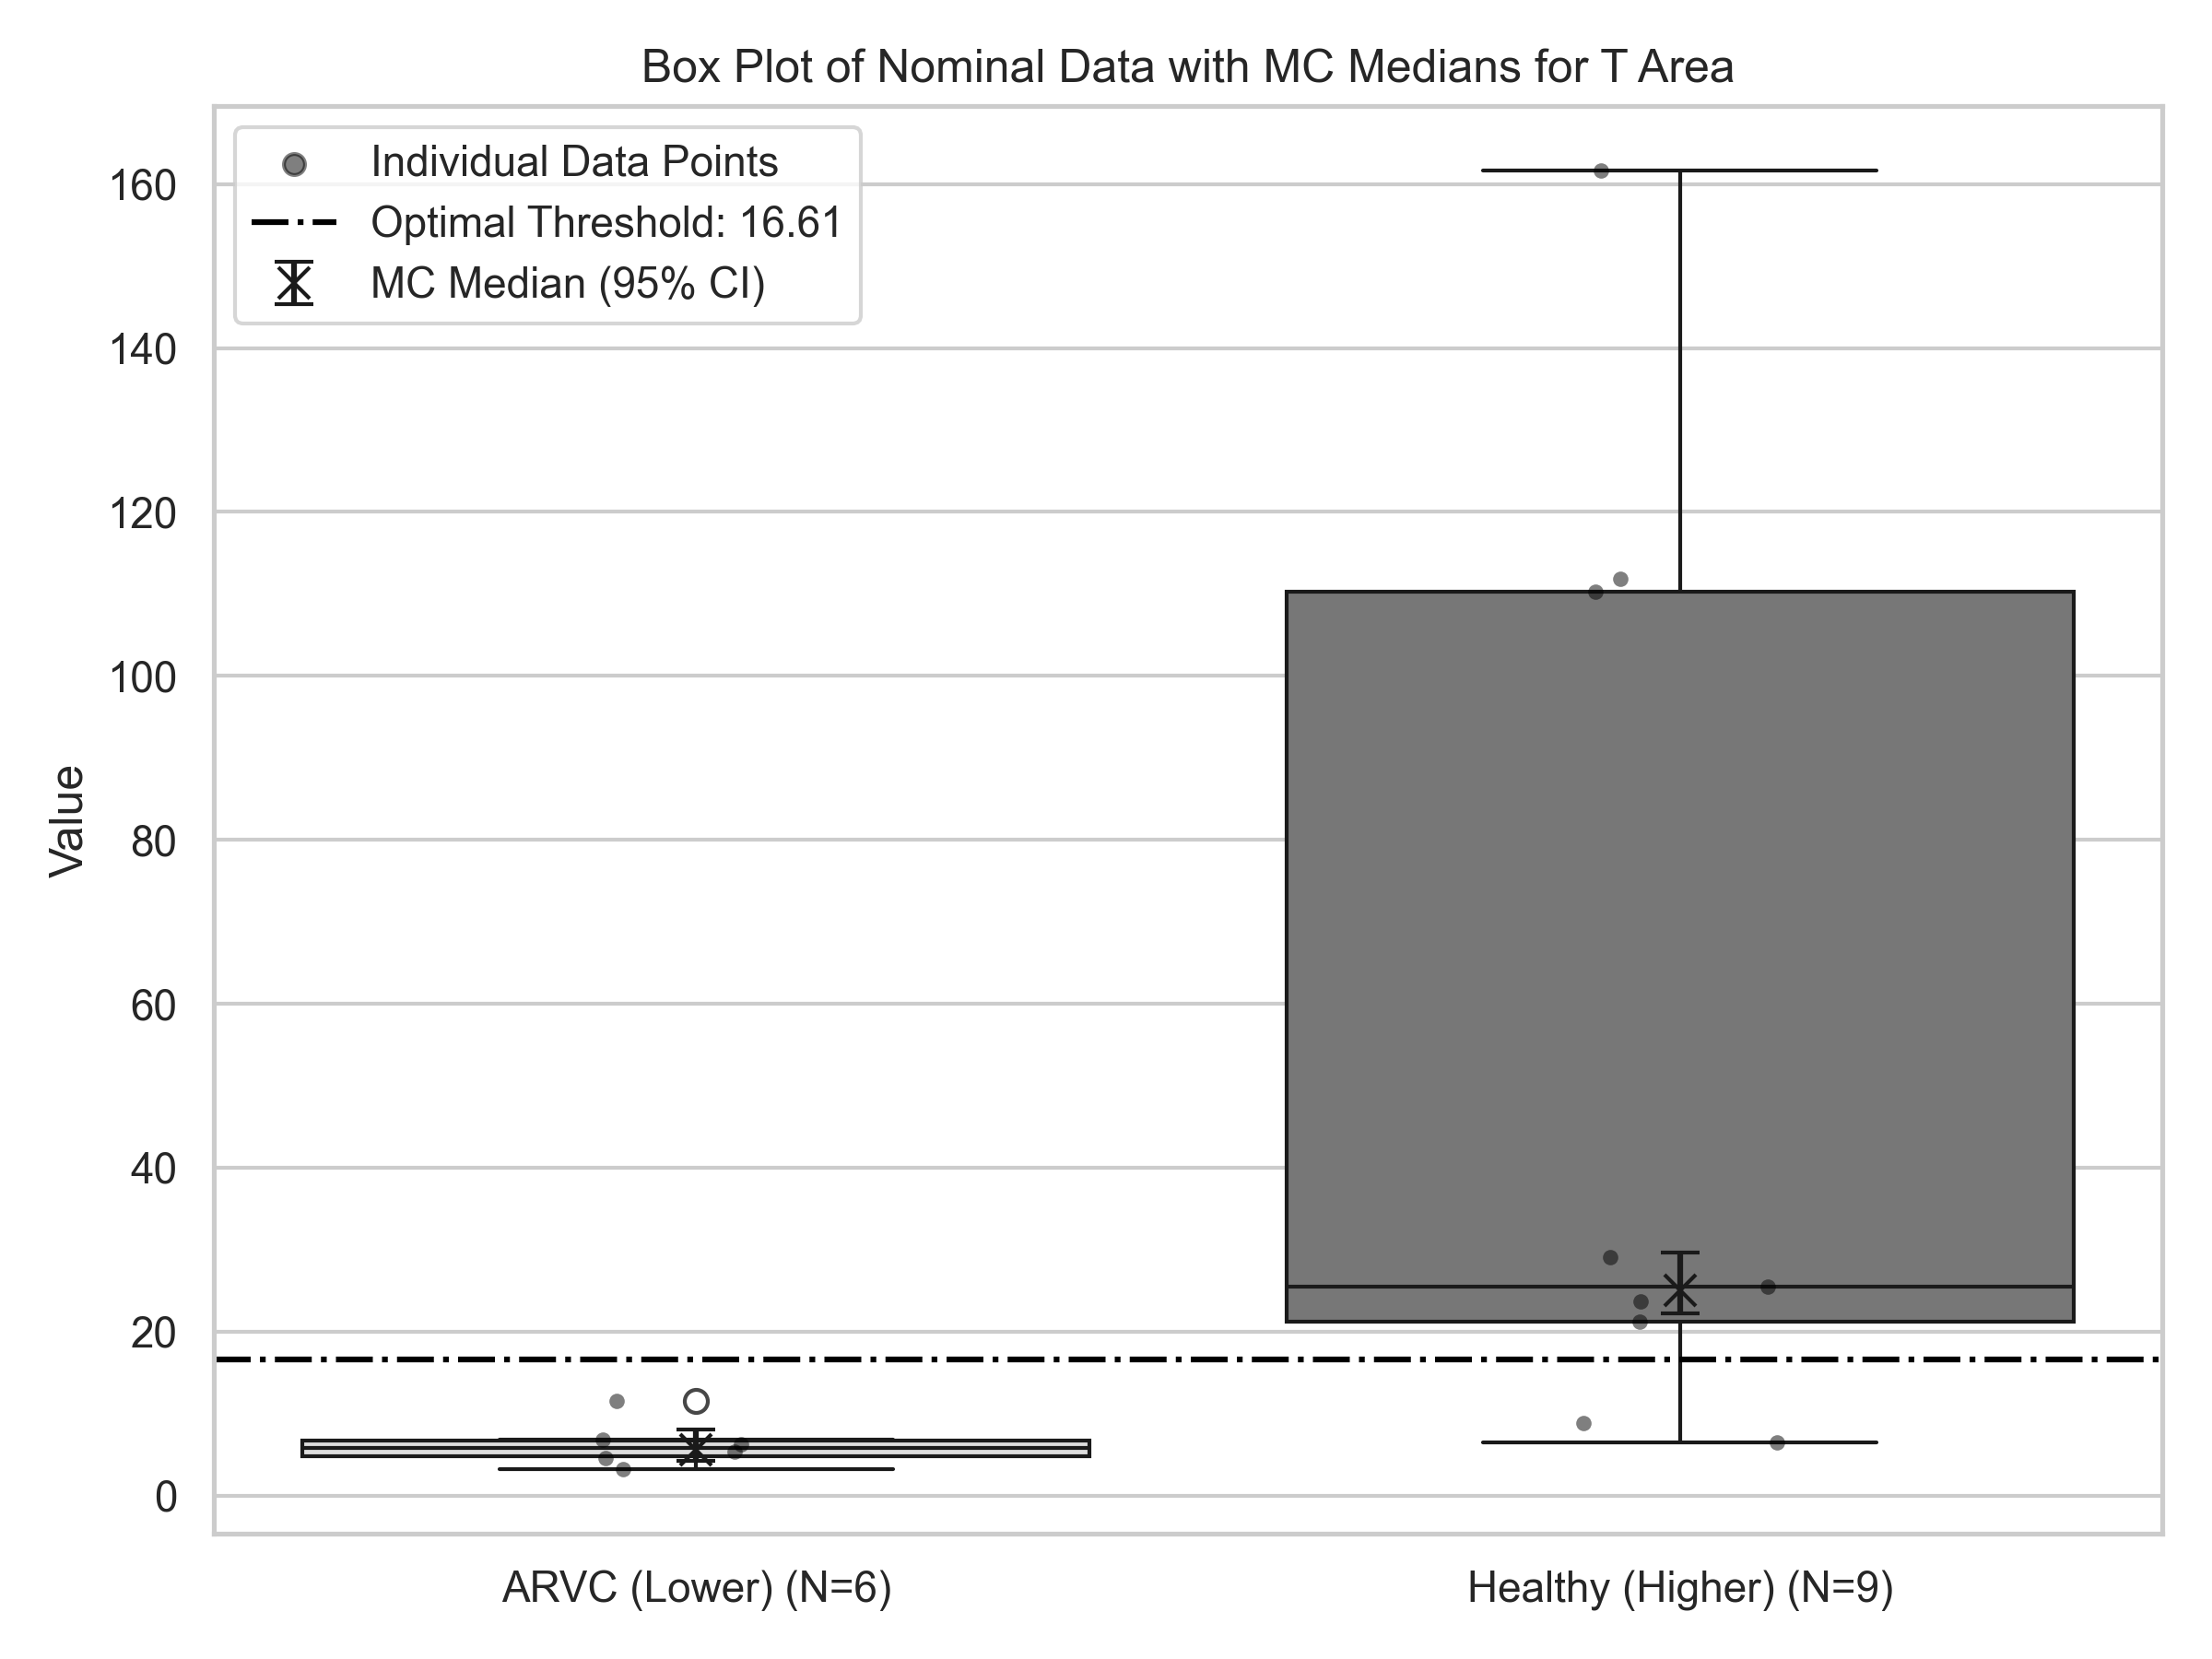 Box Plot of Nominal Data with MC Medians for T Area
Individual Data Points
Optimal Threshold: 16.61
MC Median (95% CI)
160
140
120
100
80
60
40
20
0
Value
ARVC (Lower) (N=6)
Healthy (Higher) (N=9)